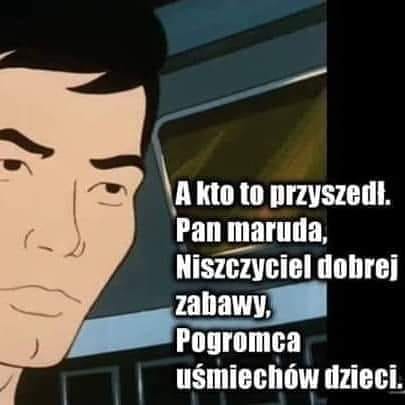 A kto to przyszedł.
Pan maruda,
Niszczyciel dobrej
zabawy,
Pogromca
uśmiechów dzieci.